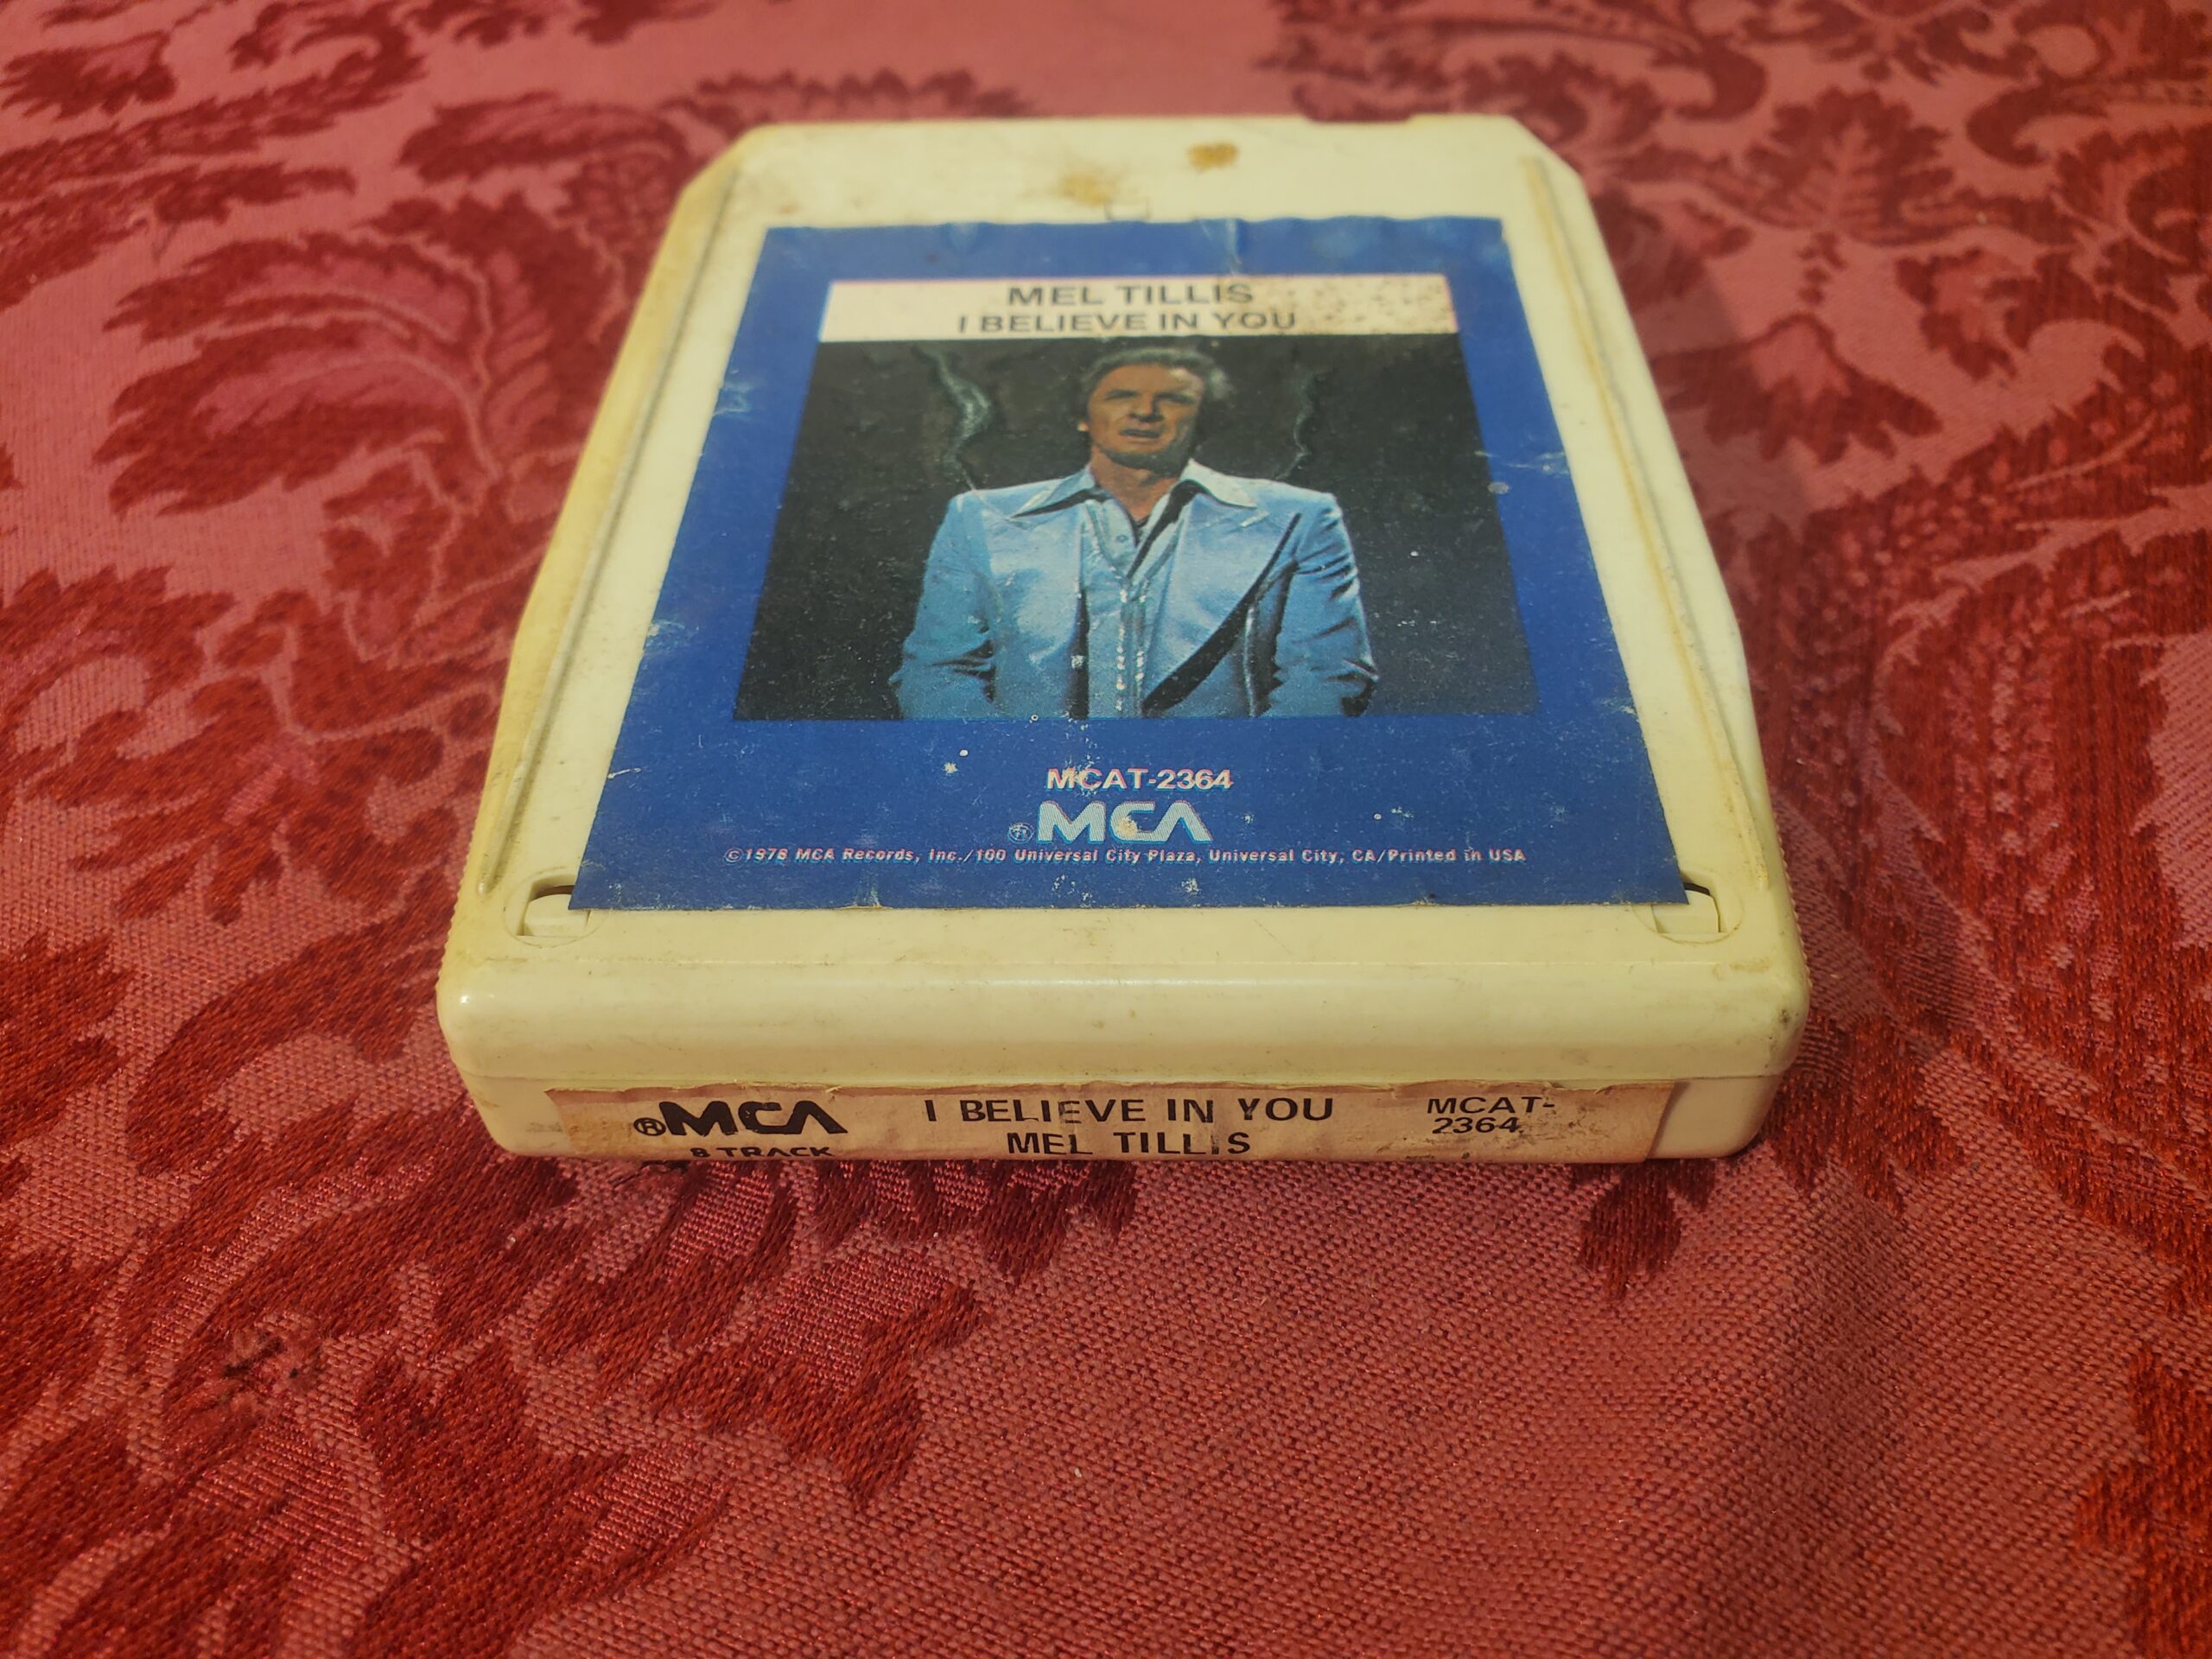 MEL TILLIS
I BELIEVE IN YOU
MCAT-2364
®MCA
©1978 MCA Records, Inc./100 Universal City Plaza, Universal City, CA/Printed in USA
®MCA
8 TRACK
I BELIEVE IN YOU
MEL TILLIS
MCAT-
2364